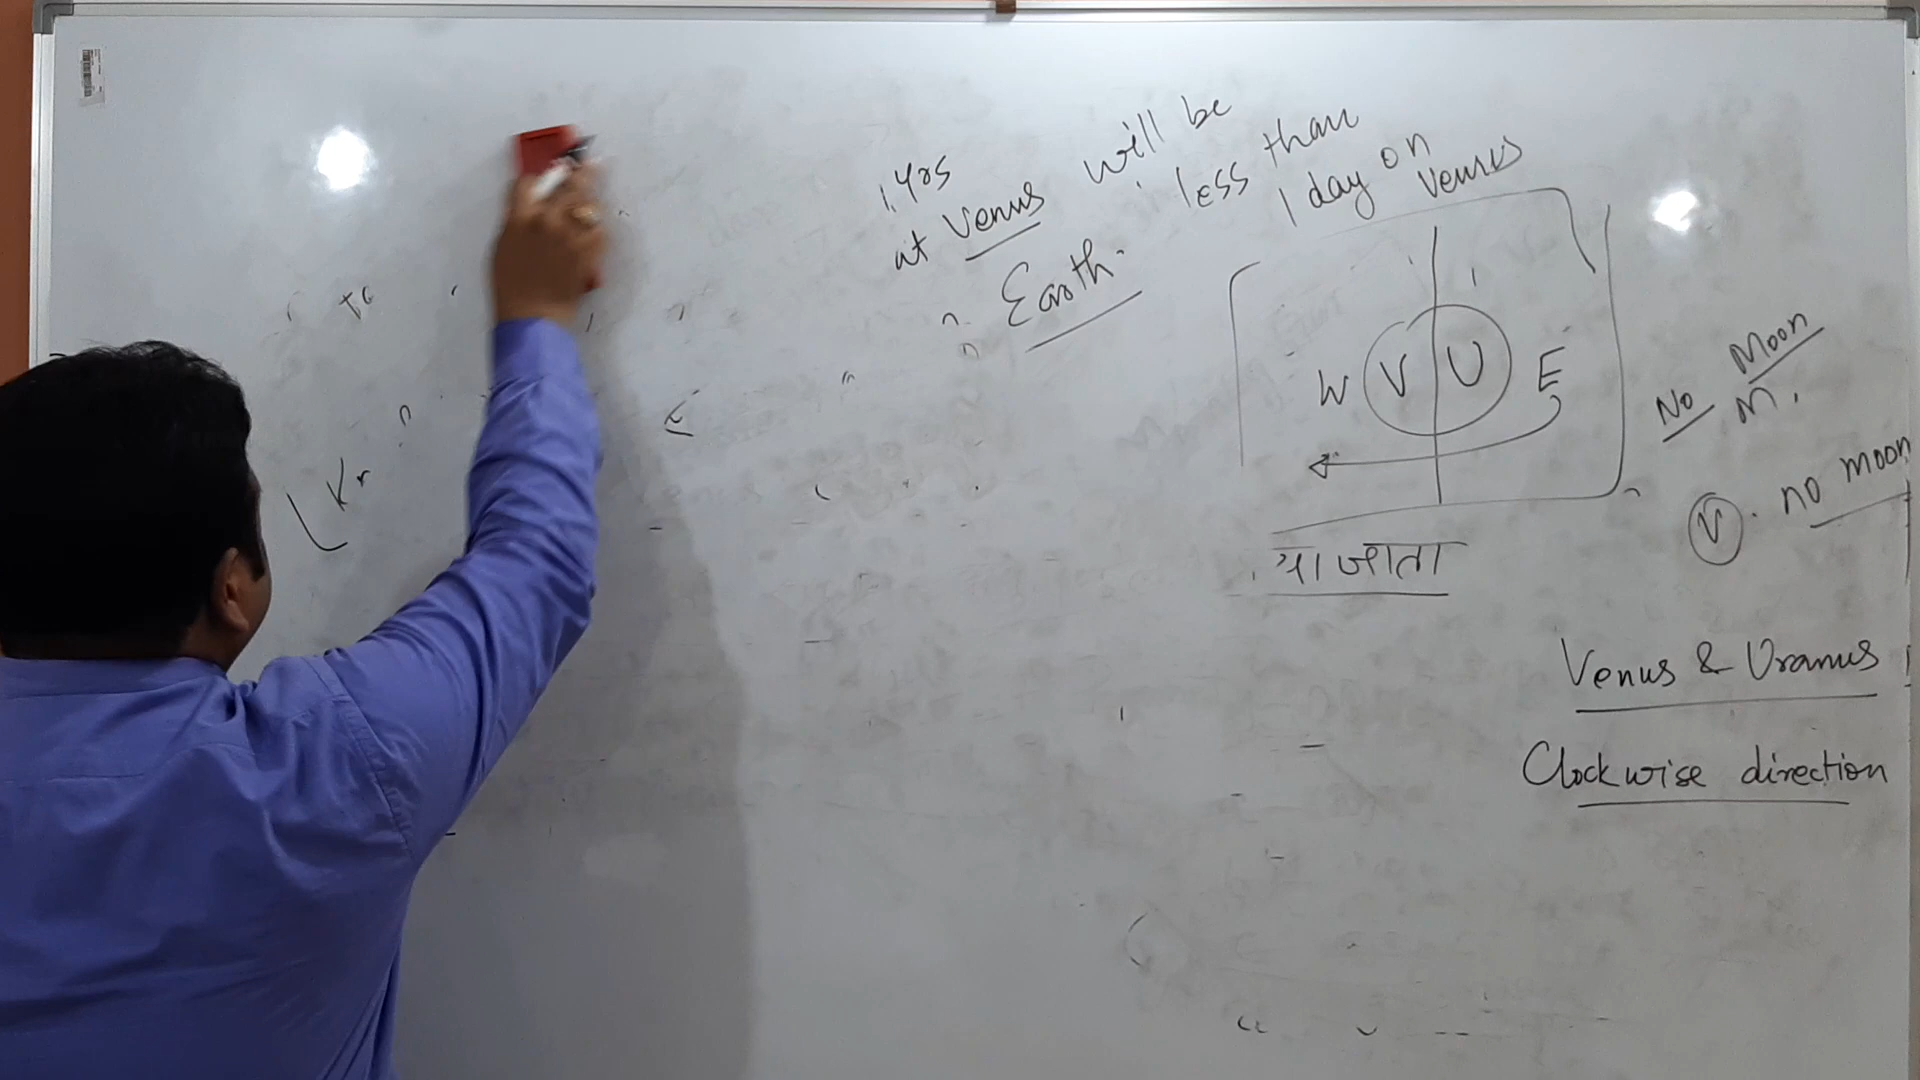 1 Yrs
at Venus will be
less than
1 day on
Venus
Earth.
W V U E
No Moon
M.
V. no moon
जाता
Venus & Uranus
Clockwise direction